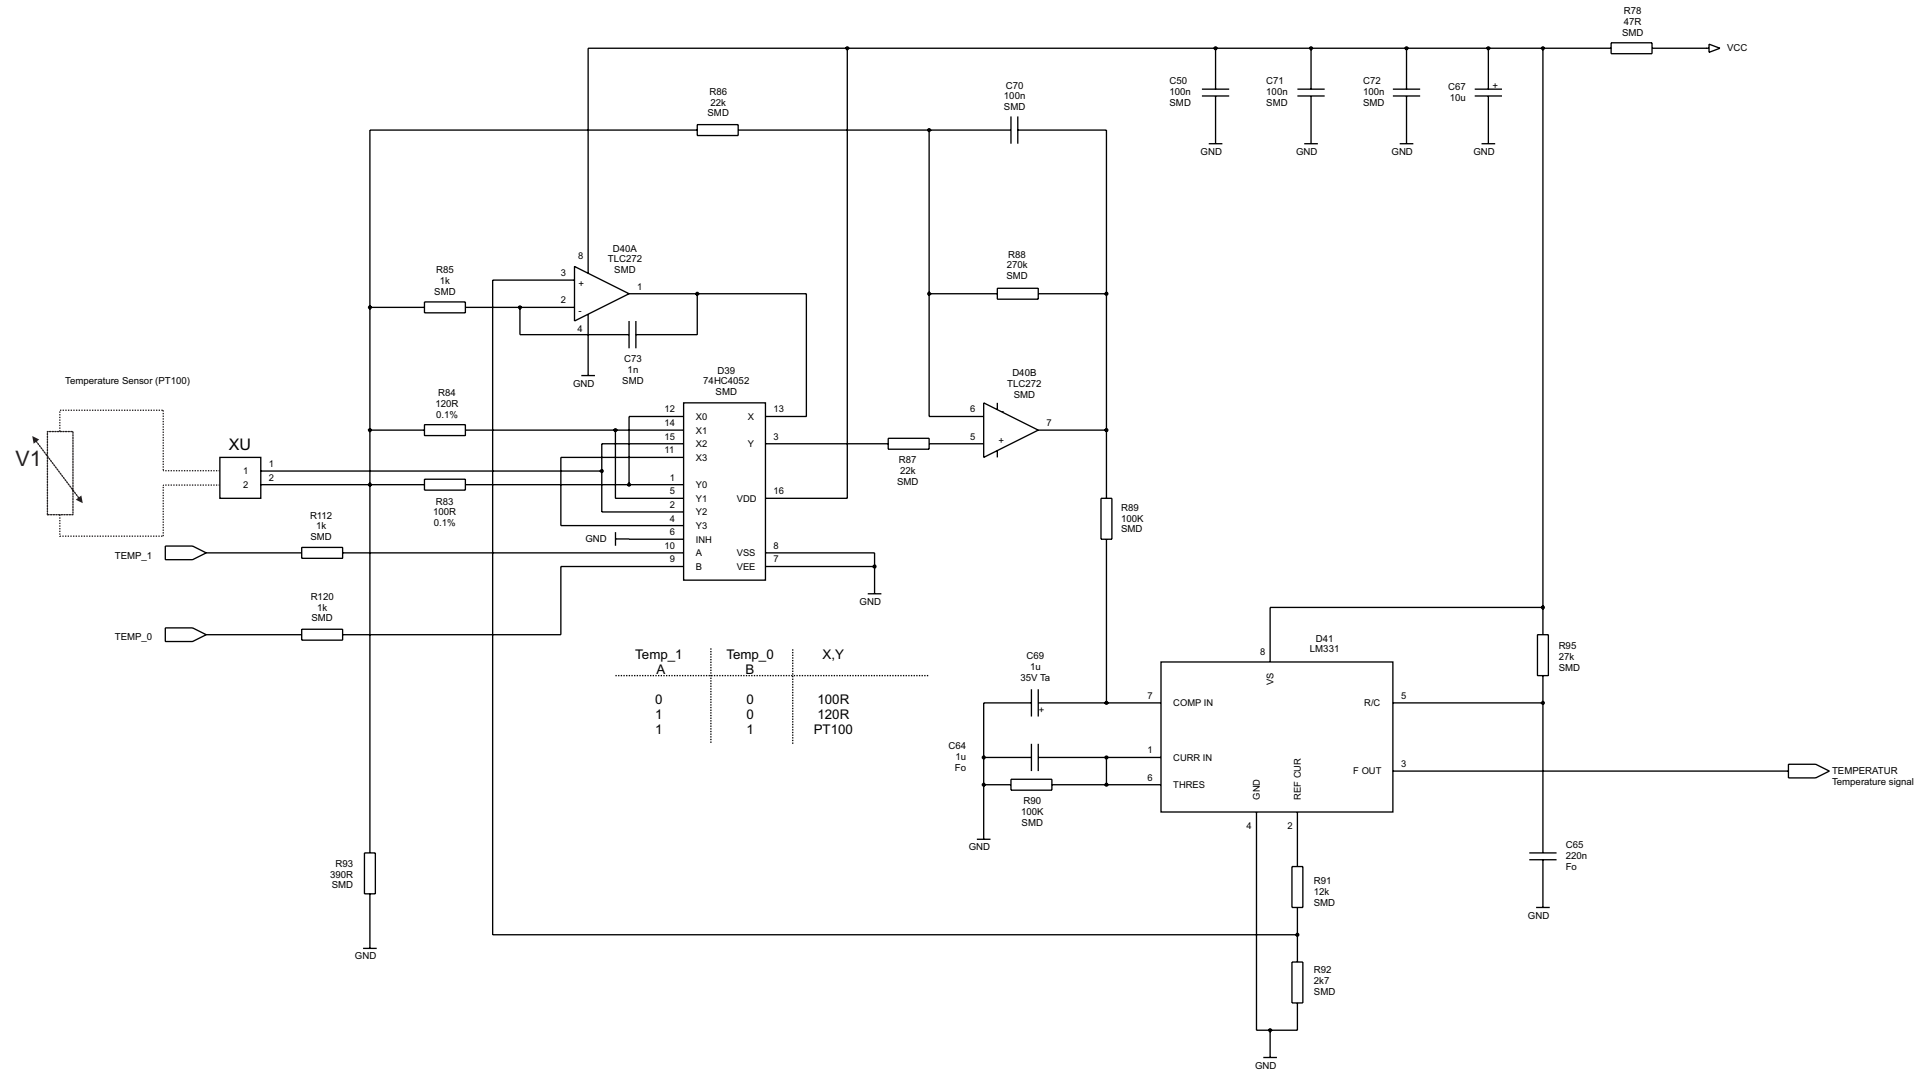 R78
47R
SMD
VCC
R86
22k
SMD
C70
100n
SMD
C50
100n
SMD
C71
100n
SMD
C72
100n
SMD
C67
10u
+
GND
GND
GND
GND
D40A
TLC272
SMD
8
3
+
2
-
1
4
R85
1k
SMD
R88
270k
SMD
C73
1n
SMD
GND
Temperature Sensor (PT100)
V1
XU
1
2
1
2
R84
120R
0.1%
R83
100R
0.1%
D39
74HC4052
SMD
12 X0 X 13
14 X1
15 X2 Y 3
11 X3
1 Y0
5 Y1 VDD 16
2 Y2
4 Y3
6 INH
10 A VSS 8
9 B VEE 7
GND
GND
D40B
TLC272
SMD
6
-
5
+
7
R87
22k
SMD
R89
100K
SMD
R112
1k
SMD
TEMP_1
R120
1k
SMD
TEMP_0
Temp_1 Temp_0 X,Y
A B
0 0 100R
1 0 120R
1 1 PT100
C69
1u
35V Ta
+
C64
1u
Fo
R90
100K
SMD
GND
D41
LM331
8
VS
7 COMP IN
1 CURR IN
6 THRES
R/C 5
F OUT 3
GND
REF CUR
4
2
R95
27k
SMD
TEMPERATUR
Temperature signal
C65
220n
Fo
GND
R93
390R
SMD
GND
R91
12k
SMD
R92
2k7
SMD
GND